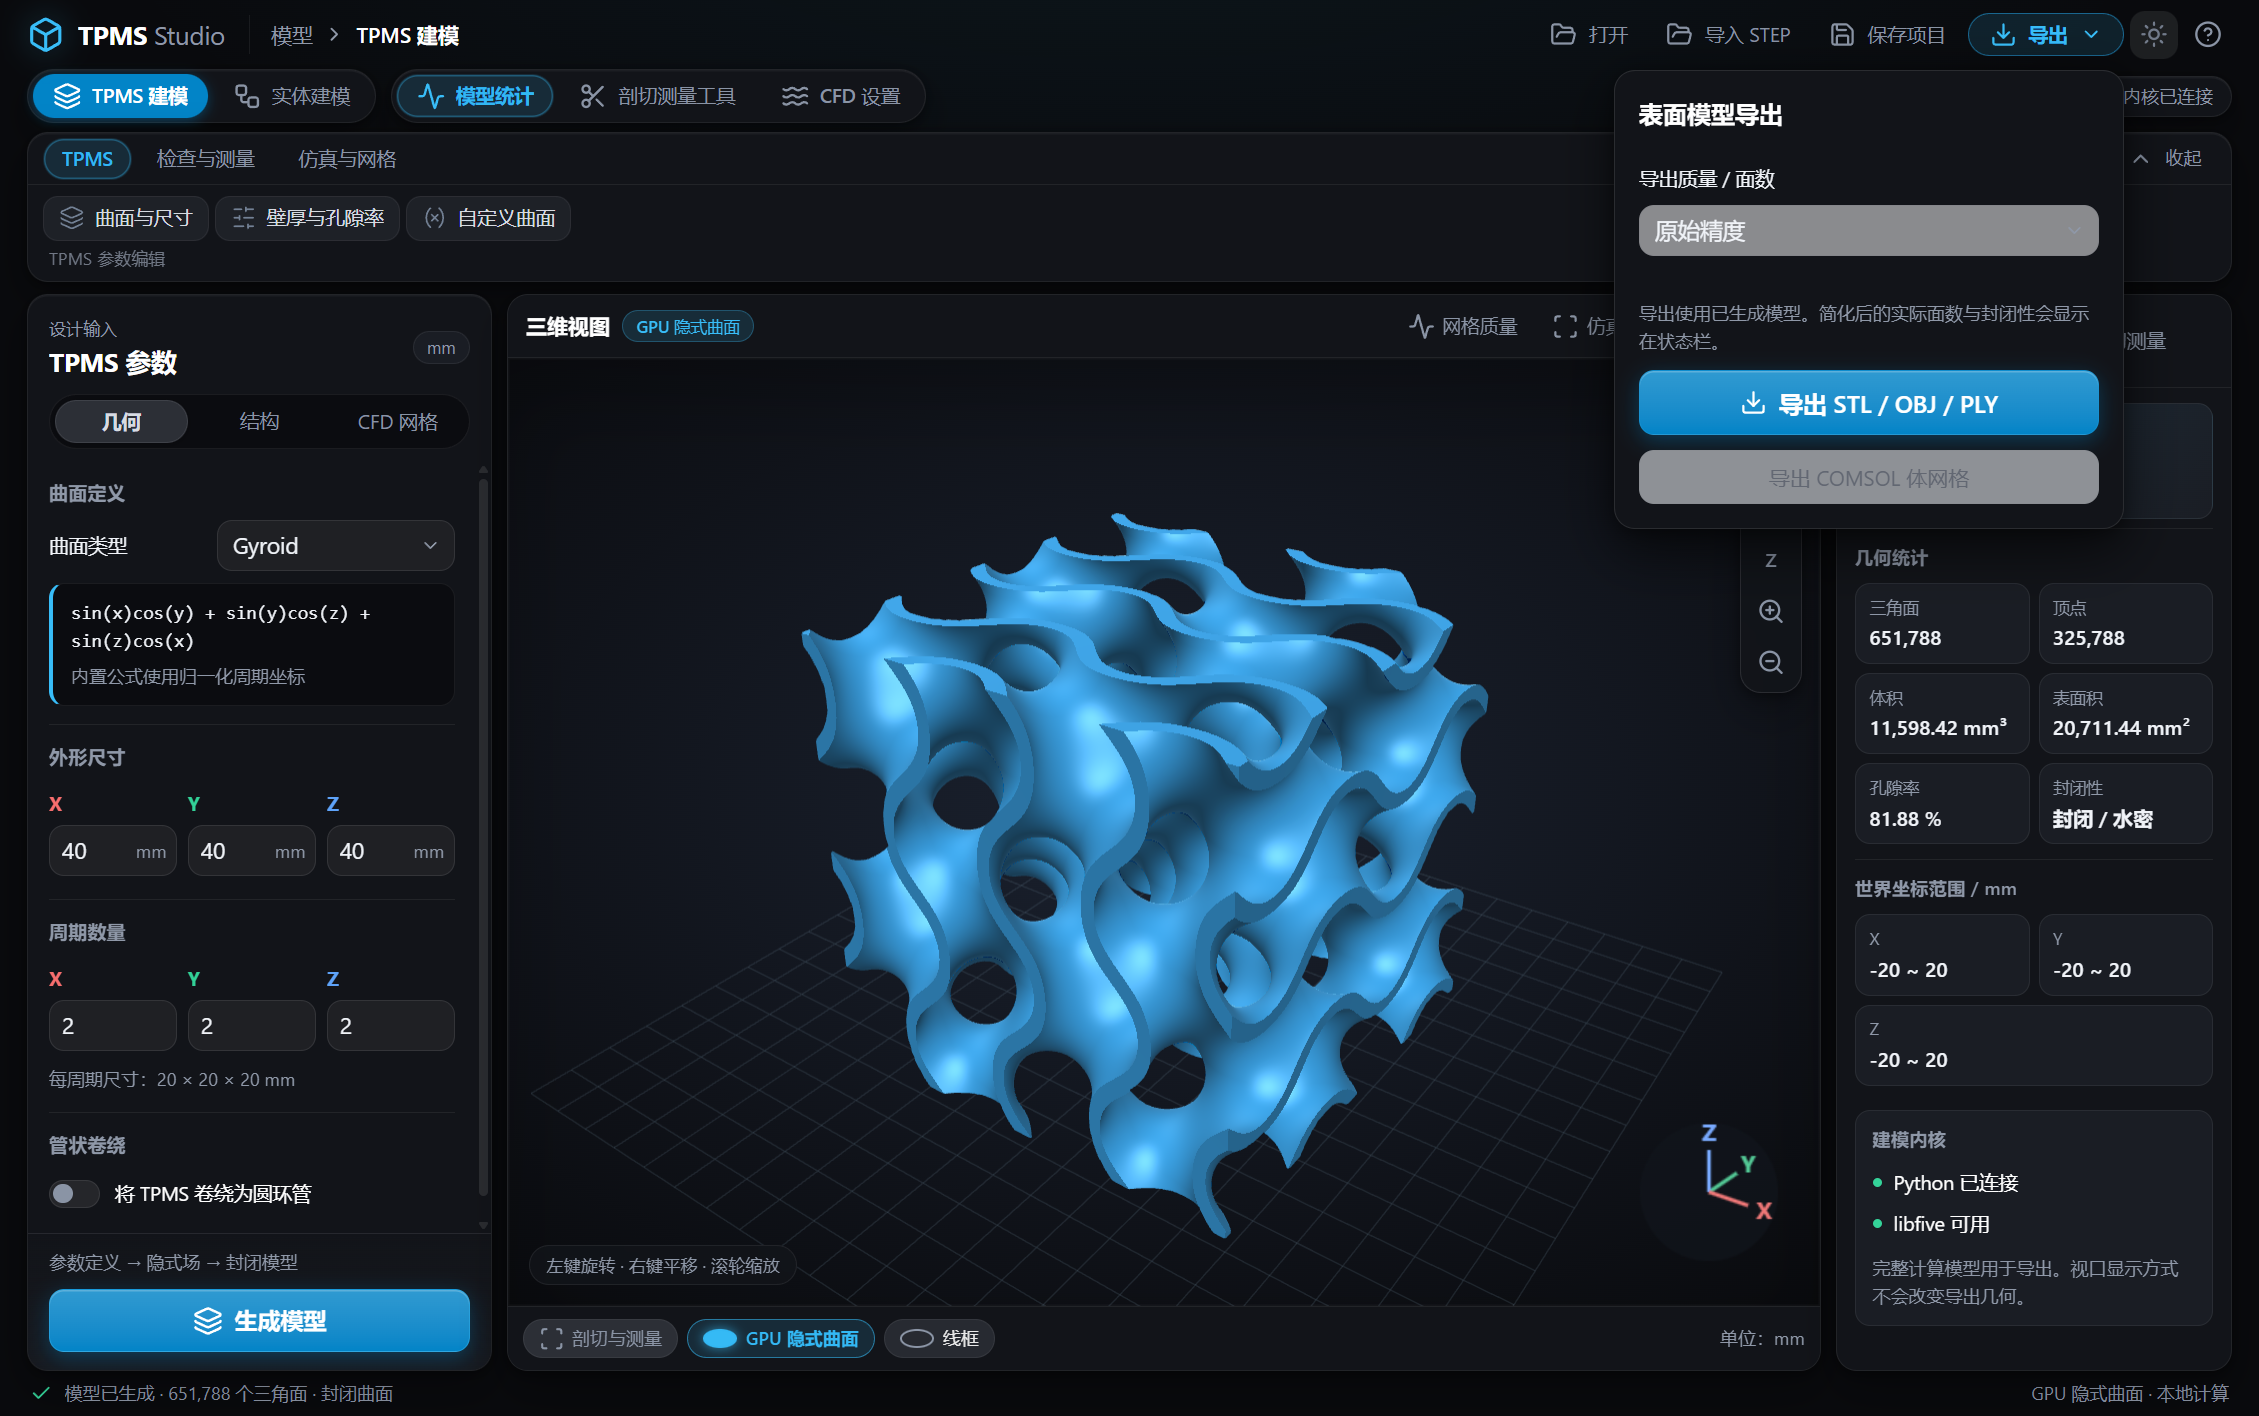 TPMS Studio 模型 > TPMS 建模 打开 导入 STEP 保存项目 导出
TPMS 建模 实体建模 模型统计 剖切测量工具 CFD 设置 内核已连接
TPMS 检查与测量 仿真与网格 收起
曲面与尺寸 壁厚与孔隙率 自定义曲面
TPMS 参数编辑
表面模型导出
导出质量 / 面数
原始精度
导出使用已生成模型。简化后的实际面数与封闭性会显示
在状态栏。
导出 STL / OBJ / PLY
导出 COMSOL 体网格
设计输入
TPMS 参数
mm
几何 结构 CFD 网格
曲面定义
曲面类型 Gyroid
sin(x)cos(y) + sin(y)cos(z) +
sin(z)cos(x)
内置公式使用归一化周期坐标
外形尺寸
X Y Z
40 mm 40 mm 40 mm
周期数量
X Y Z
2 2 2
每周期尺寸：20 × 20 × 20 mm
管状卷绕
将 TPMS 卷绕为圆环管
参数定义 → 隐式场 → 封闭模型
生成模型
三维视图 GPU 隐式曲面 网格质量 仿真
Z
Z
Y
X
左键旋转 · 右键平移 · 滚轮缩放
剖切与测量 GPU 隐式曲面 线框 单位：mm
测量
几何统计
三角面 顶点
651,788 325,788
体积 表面积
11,598.42 mm³ 20,711.44 mm²
孔隙率 封闭性
81.88 % 封闭 / 水密
世界坐标范围 / mm
X Y
-20 ~ 20 -20 ~ 20
Z
-20 ~ 20
建模内核
Python 已连接
libfive 可用
完整计算模型用于导出。视口显示方式
不会改变导出几何。
模型已生成 · 651,788 个三角面 · 封闭曲面 GPU 隐式曲面 · 本地计算